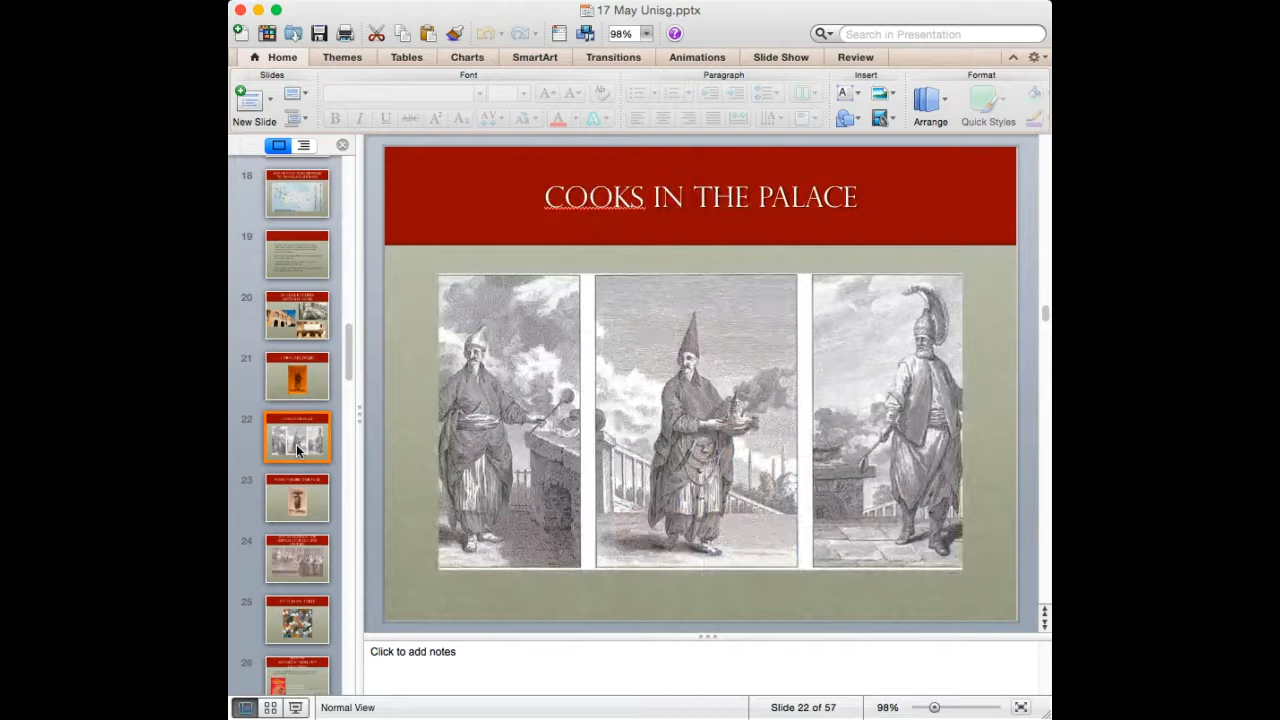 17 May Unisg.pptx
98%
Search in Presentation
Home
Themes
Tables
Charts
SmartArt
Transitions
Animations
Slide Show
Review
Slides
Font
Paragraph
Insert
Format
New Slide
Arrange
Quick Styles
18
19
20
21
22
23
24
25
26
COOKS IN THE PALACE
Click to add notes
Normal View
Slide 22 of 57
98%